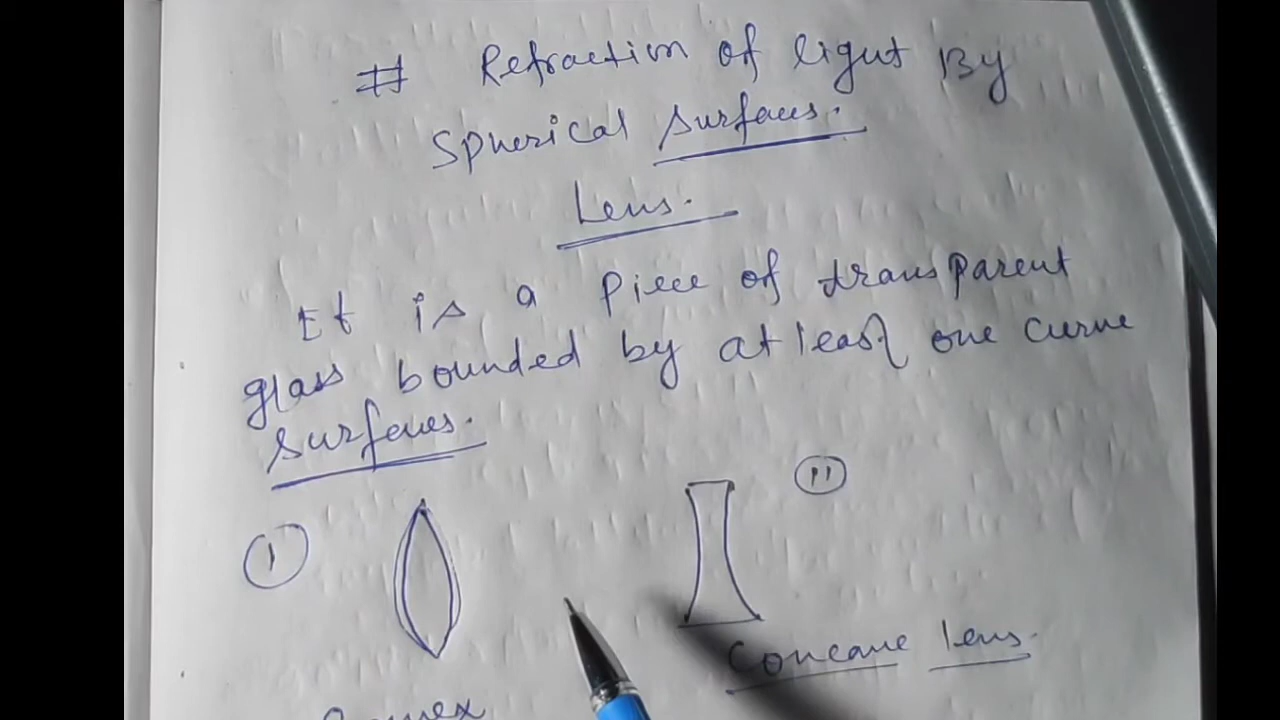 # Refraction of light By
Spherical surfaces.
Lens.
It is a piece of transparent
glass bounded by at least one curve
surfaces.
I
II
Concave lens.
Convex